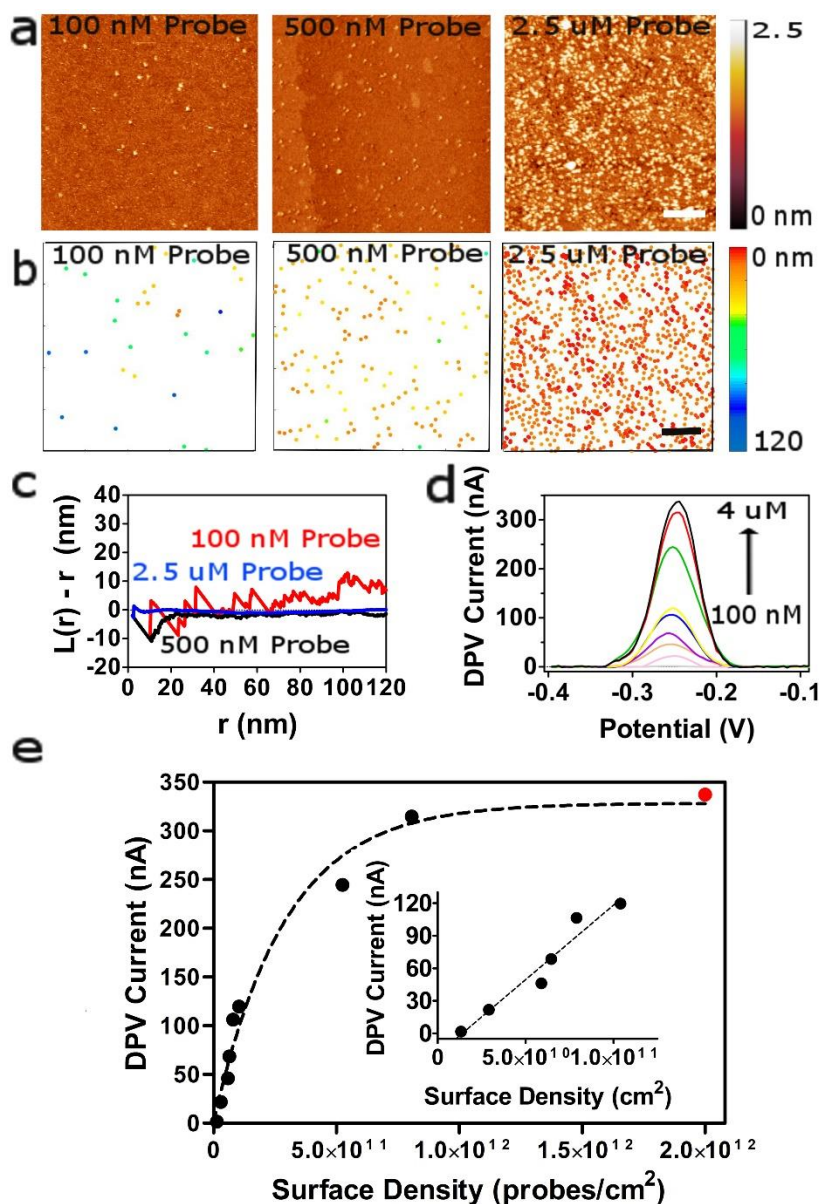 a
100 nM Probe 500 nM Probe 2.5 uM Probe
2.5
0 nm
b
100 nM Probe 500 nM Probe 2.5 uM Probe
0 nm
120
c
L(r) - r (nm)
40
30
20
10
0
-10
-20
100 nM Probe
2.5 uM Probe
500 nM Probe
0 20 40 60 80 100 120
r (nm)
d
DPV Current (nA)
300
200
100
0
4 uM
100 nM
-0.4 -0.3 -0.2 -0.1
Potential (V)
e
DPV Current (nA)
350
300
250
200
150
100
50
0
0 5.0×10¹¹ 1.0×10¹² 1.5×10¹² 2.0×10¹²
Surface Density (probes/cm²)
DPV Current (nA)
120
90
60
30
0
0 5.0×10¹⁰ 1.0×10¹¹
Surface Density (cm²)